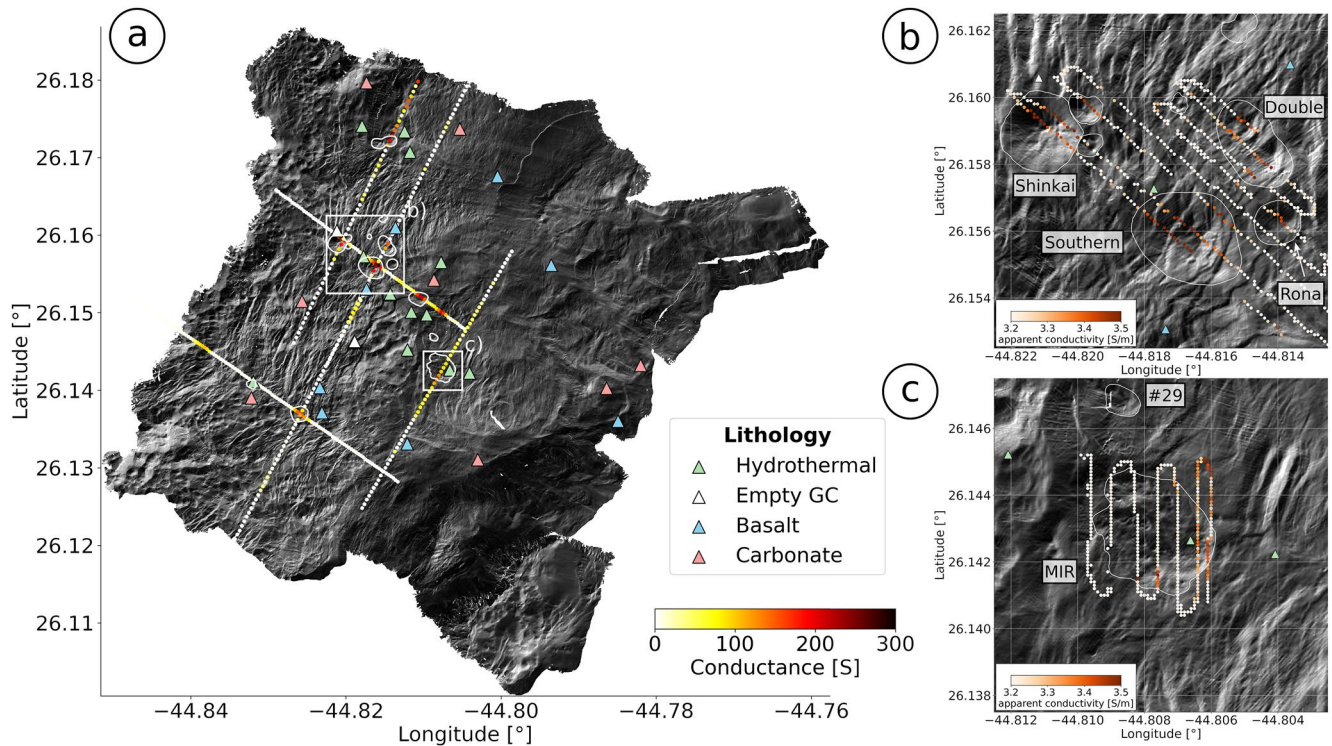 a
26.18
26.17
26.16
26.15
26.14
26.13
26.12
26.11
Latitude [°]
−44.84
−44.82
−44.80
−44.78
−44.76
Longitude [°]
b)
c)
Lithology
Hydrothermal
Empty GC
Basalt
Carbonate
0
100
200
300
Conductance [S]
b
26.162
26.160
26.158
26.156
26.154
Latitude [°]
Double
Shinkai
Southern
Rona
3.2
3.3
3.4
3.5
apparent conductivity [S/m]
−44.822
−44.820
−44.818
−44.816
−44.814
Longitude [°]
c
26.146
26.144
26.142
26.140
26.138
Latitude [°]
#29
MIR
3.2
3.3
3.4
3.5
apparent conductivity [S/m]
−44.812
−44.810
−44.808
−44.806
−44.804
Longitude [°]